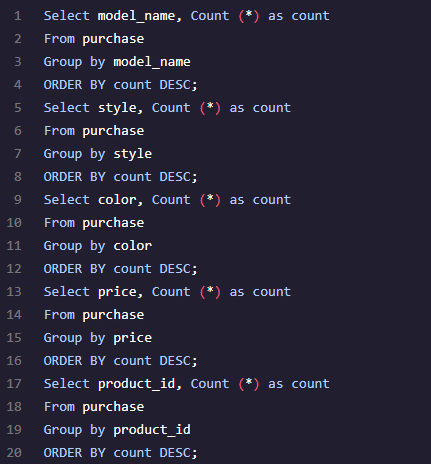 1 Select model_name, Count (*) as count
2 From purchase
3 Group by model_name
4 ORDER BY count DESC;
5 Select style, Count (*) as count
6 From purchase
7 Group by style
8 ORDER BY count DESC;
9 Select color, Count (*) as count
10 From purchase
11 Group by color
12 ORDER BY count DESC;
13 Select price, Count (*) as count
14 From purchase
15 Group by price
16 ORDER BY count DESC;
17 Select product_id, Count (*) as count
18 From purchase
19 Group by product_id
20 ORDER BY count DESC;